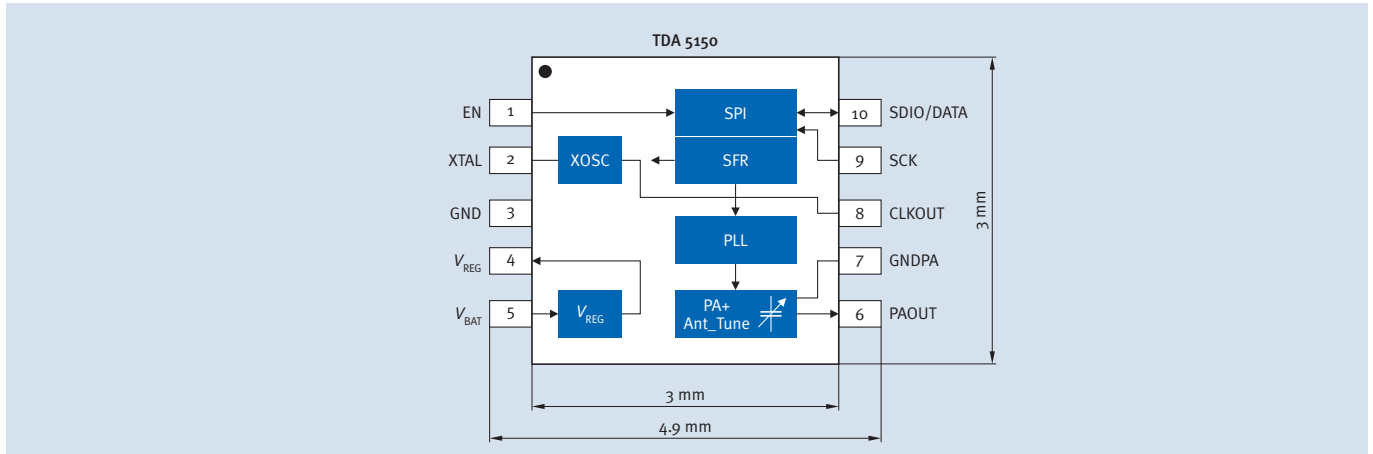 TDA 5150
EN 1
SPI
10 SDIO/DATA
XTAL 2
XOSC
SFR
9 SCK
GND 3
8 CLKOUT
3 mm
PLL
VREG 4
7 GNDPA
VBAT 5
VREG
PA+
Ant_Tune
6 PAOUT
3 mm
4.9 mm